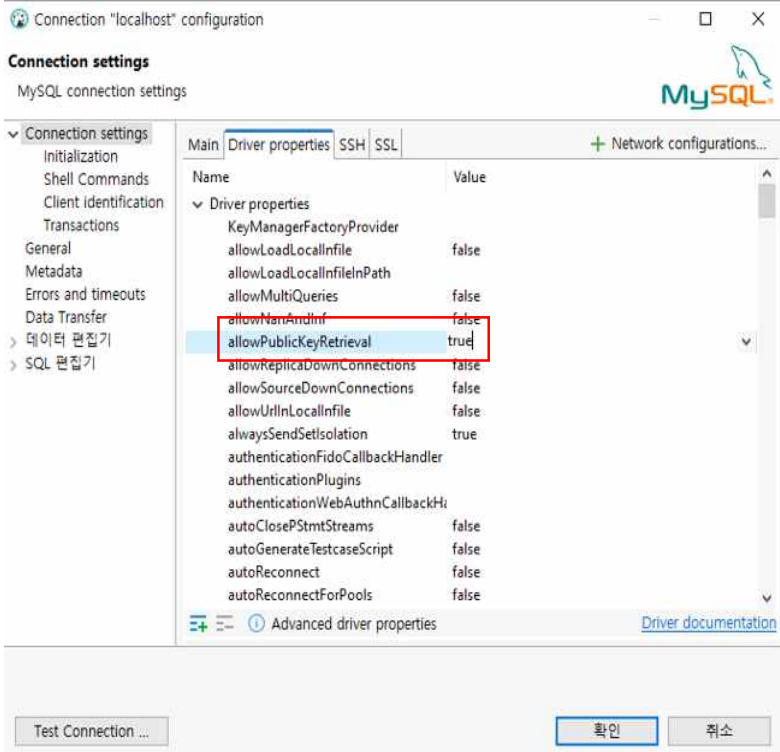 Connection "localhost" configuration
Connection settings
MySQL connection settings
MySQL
Connection settings
Initialization
Shell Commands
Client identification
Transactions
General
Metadata
Errors and timeouts
Data Transfer
데이터 편집기
SQL 편집기
Main Driver properties SSH SSL Network configurations...
Name Value
Driver properties
KeyManagerFactoryProvider
allowLoadLocalInfile false
allowLoadLocalInfileInPath
allowMultiQueries false
allowNanAndInf false
allowPublicKeyRetrieval true
allowReplicaDownConnections false
allowSourceDownConnections false
allowUrlInLocalInfile false
alwaysSendSetIsolation true
authenticationFidoCallbackHandler
authenticationPlugins
authenticationWebAuthnCallbackHa
autoClosePStmtStreams false
autoGenerateTestcaseScript false
autoReconnect false
autoReconnectForPools false
Advanced driver properties Driver documentation
Test Connection ... 확인 취소